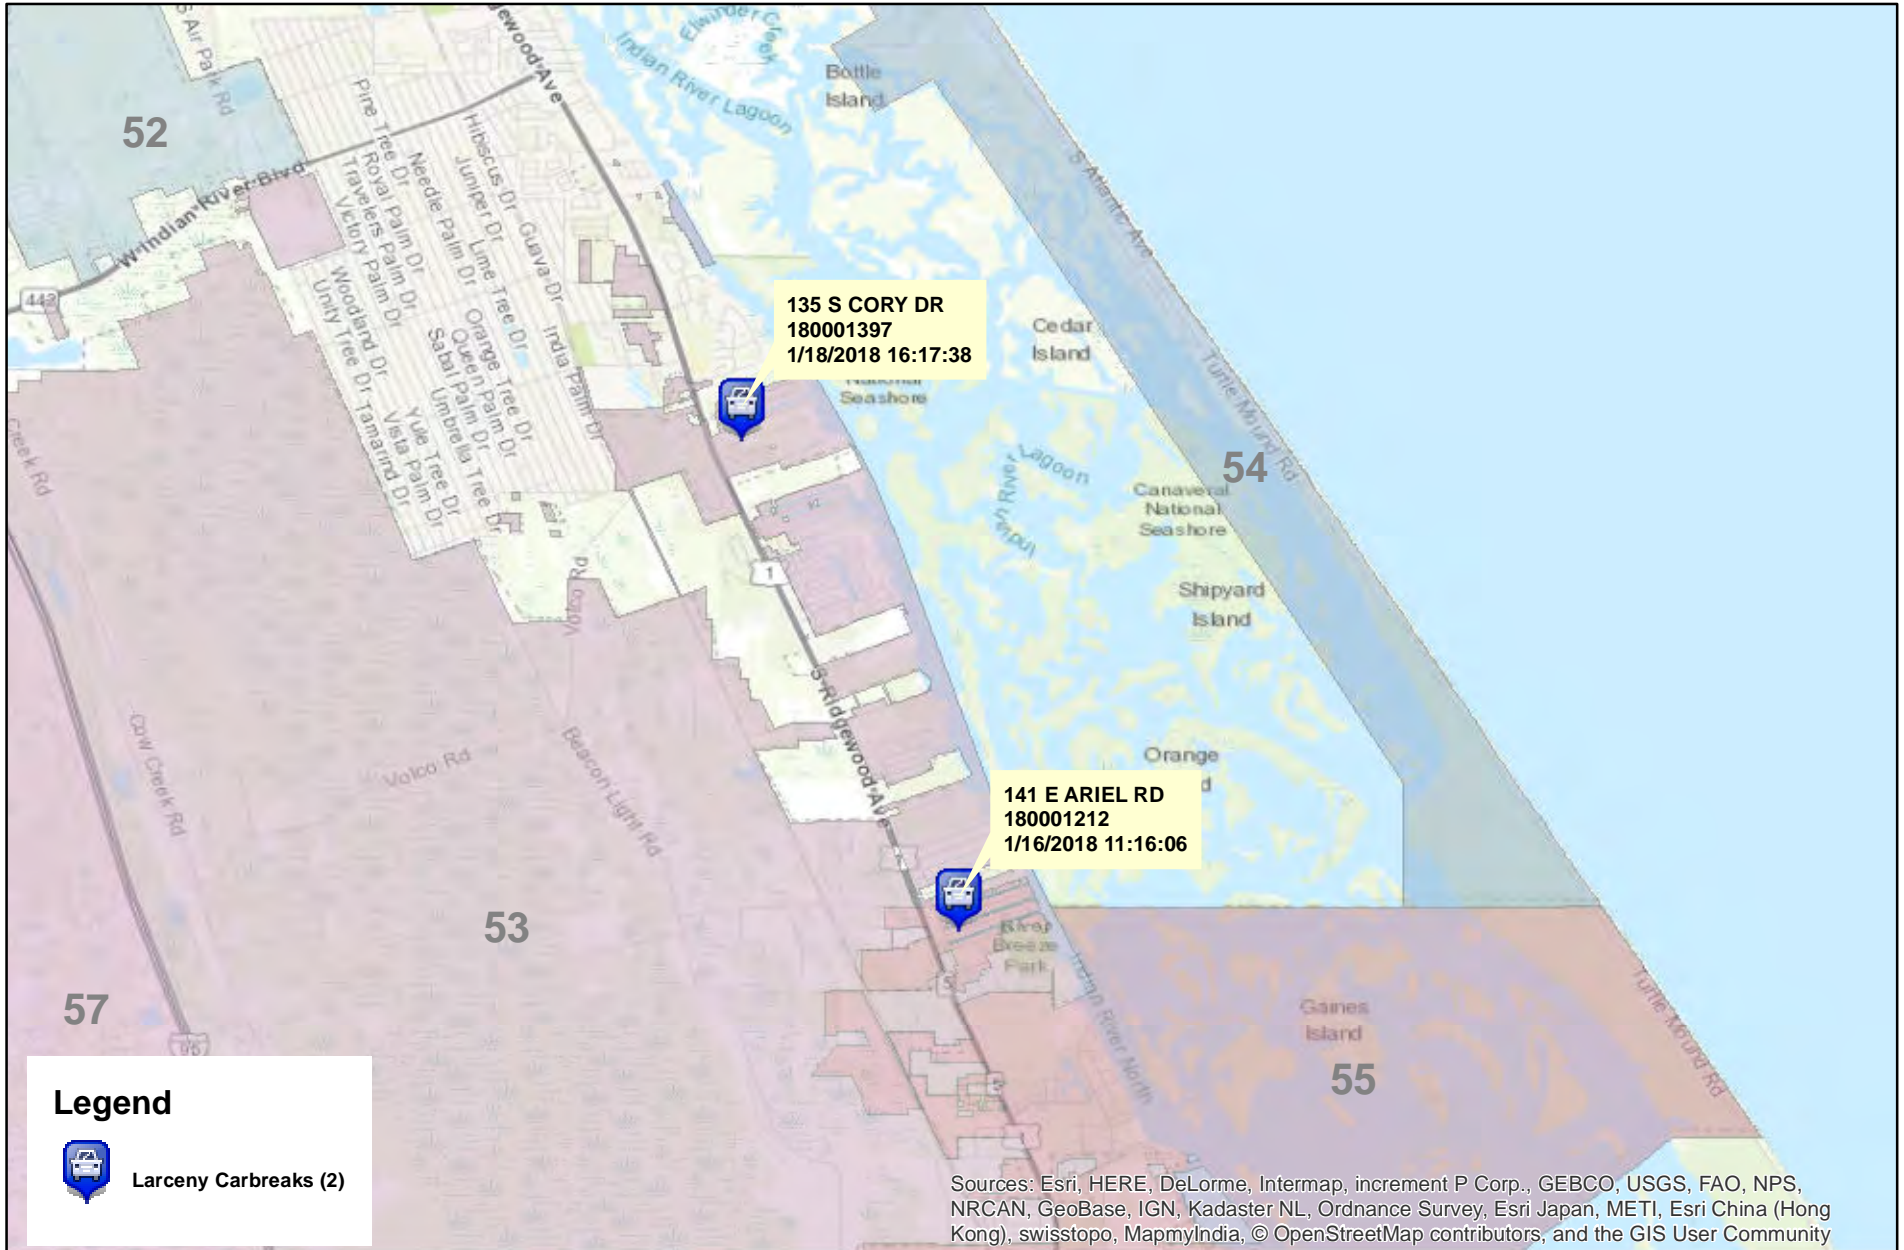 S Air Park Rd
Ridgewood Ave
Elwinder Creek
Indian River Lagoon
Bottle
Island
52
Pine Tree Dr
Royal Palm Dr
Travelers Palm Dr
Victory Palm Dr
Needle Palm Dr
Hibiscus Dr
Juniper Dr
Guava Dr
Lime Tree Dr
India Palm Dr
Orange Tree Dr
Queen Palm Dr
Sabal Palm Dr
Umbrella Tree Dr
Woodland Dr
Unity Tree Dr
Tamarind Dr
Yule Tree Dr
Vista Palm Dr
W Indian River Blvd
442
S Atlantic Ave
135 S CORY DR
180001397
1/18/2018 16:17:38
National
Seashore
Cedar
Island
Turtle Mound Rd
54
Indian River
Lagoon
Canaveral
National
Seashore
Creek Rd
Volco Rd
1
Shipyard
Island
S Ridgewood Ave
Cow Creek Rd
Volco Rd
Beacon Light Rd
Orange
141 E ARIEL RD
180001212
1/16/2018 11:16:06
53
River
Breeze
Park
Indian River North
57
95
Gaines
Island
55
Turtle Mound Rd
Legend
Larceny Carbreaks (2)
Sources: Esri, HERE, DeLorme, Intermap, increment P Corp., GEBCO, USGS, FAO, NPS,
NRCAN, GeoBase, IGN, Kadaster NL, Ordnance Survey, Esri Japan, METI, Esri China (Hong
Kong), swisstopo, MapmyIndia, © OpenStreetMap contributors, and the GIS User Community